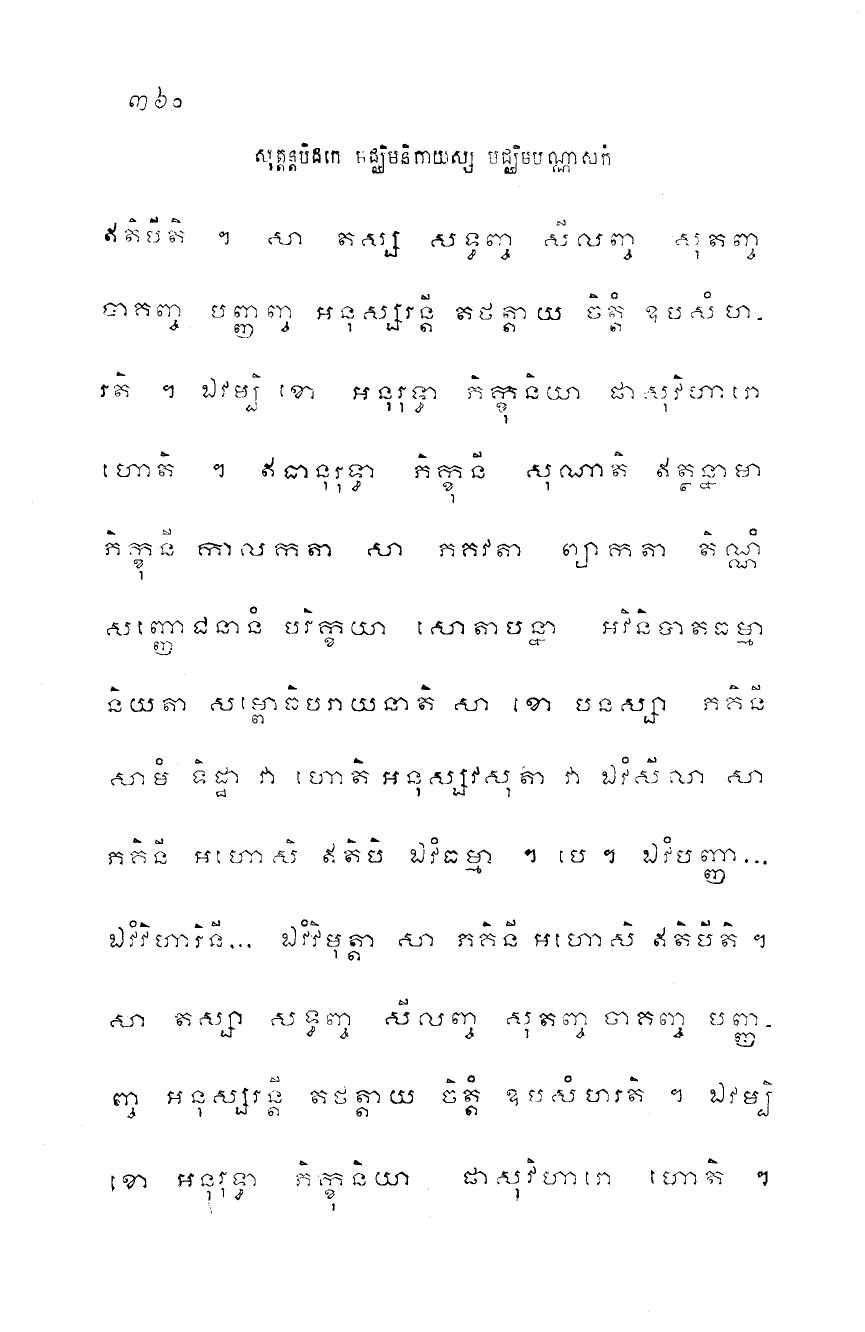 ៣៦០
សុត្តន្តបិដកេ មជ្ឈិមនិកាយស្ស មជ្ឈិមបណ្ណាសកំ
ឥតិបីតិ ។ សា តស្ស សទ្ធញ្ច សីលញ្ច សុតញ្ច
ចាគញ្ច បញ្ញញ្ច អនុស្សរន្តី តថត្តាយ ចិត្តំ ឧបសំហ-
រតិ ។ ឯវម្បិ ខោ អនុរុទ្ធា ភិក្ខុនិយា ផាសុវិហារោ
ហោតិ ។ ឥធានុរុទ្ធា ភិក្ខុនី សុណាតិ ឥត្ថន្នាមា
ភិក្ខុនី កាលកតា សា ភគវតា ព្យាកតា តិណ្ណំ
សញ្ញោជនានំ បរិក្ខយា សោតាបន្នា អវិនិបាតធម្មា
និយតា សម្ពោធិបរាយនាតិ សា ខោ បនស្សា ភគិនី
សាមំ ទិដ្ឋា វា ហោតិ អនុស្សវសុតា វា ឯវំសីលា សា
ភគិនី អហោសិ ឥតិបិ ឯវំធម្មា ។ បេ ។ ឯវំបញ្ញា...
ឯវំវិហារិនី... ឯវំវិមុត្តា សា ភគិនី អហោសិ ឥតិបីតិ ។
សា តស្សា សទ្ធញ្ច សីលញ្ច សុតញ្ច ចាគញ្ច បញ្ញ-
ញ្ច អនុស្សរន្តី តថត្តាយ ចិត្តំ ឧបសំហរតិ ។ ឯវម្បិ
ខោ អនុរុទ្ធា ភិក្ខុនិយា ផាសុវិហារោ ហោតិ ។